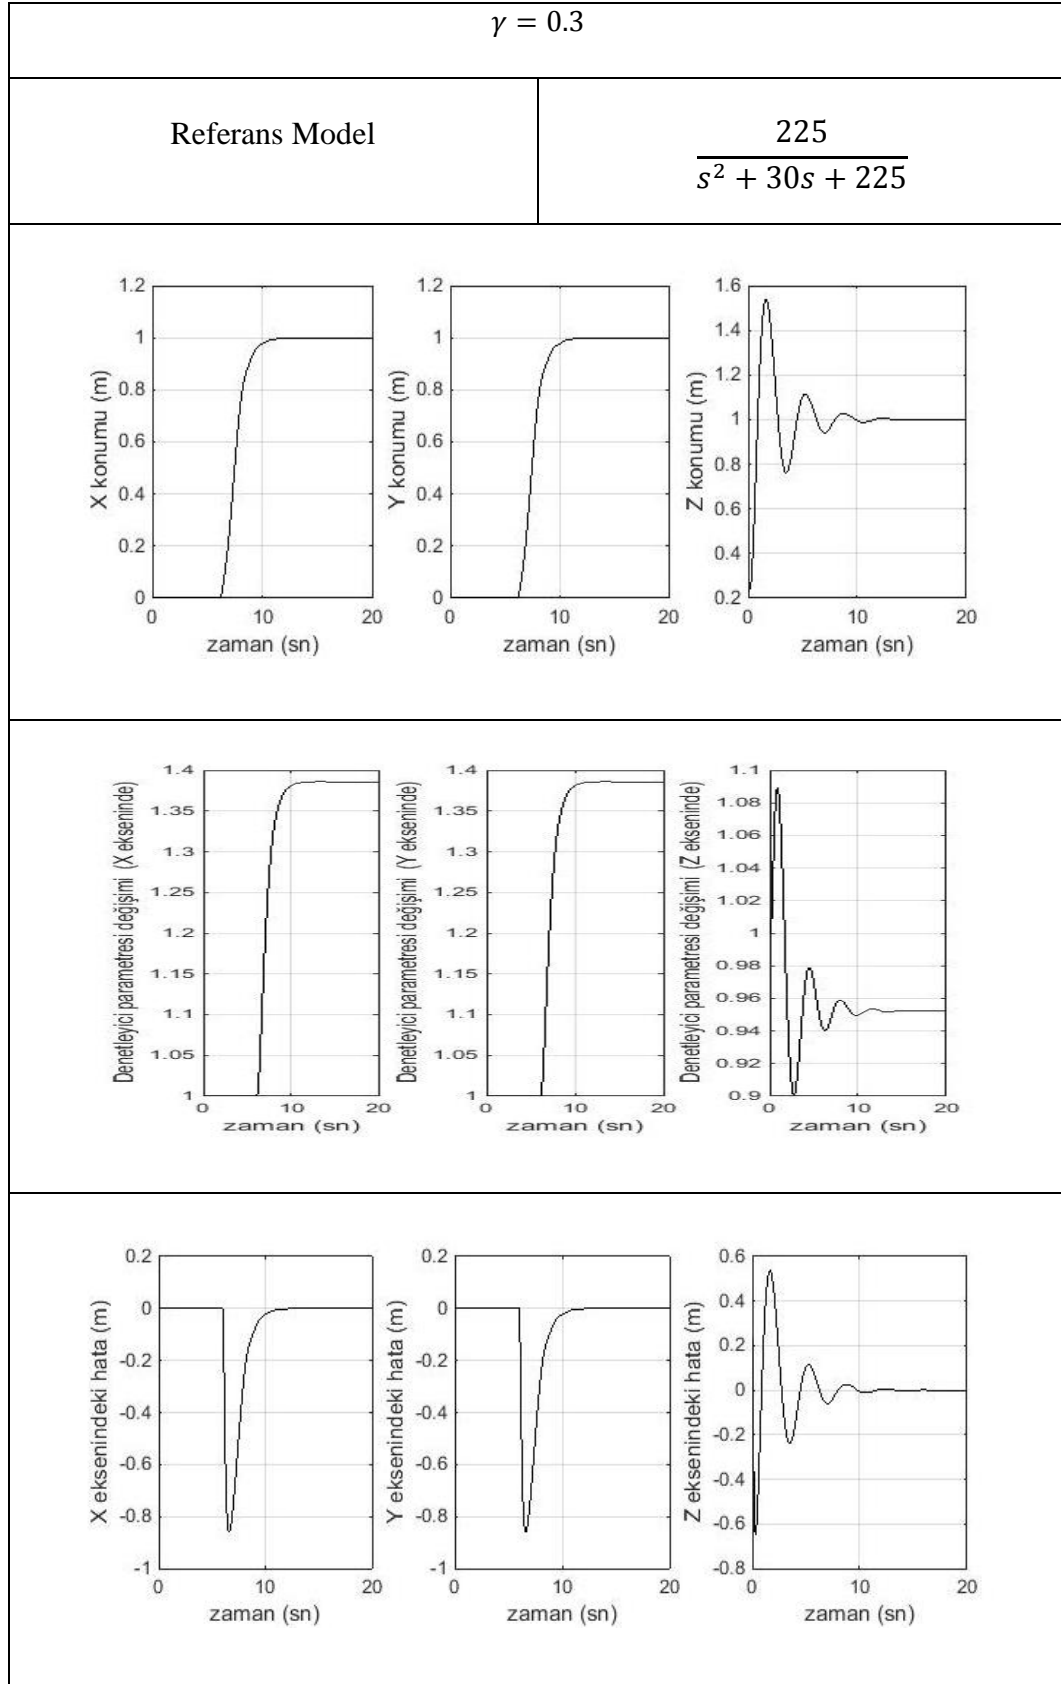 γ = 0.3
Referans Model
225
s² + 30s + 225
1.2
1
0.8
0.6
0.4
0.2
0
X konumu (m)
0 10 20
zaman (sn)
1.2
1
0.8
0.6
0.4
0.2
0
Y konumu (m)
0 10 20
zaman (sn)
1.6
1.4
1.2
1
0.8
0.6
0.4
0.2
Z konumu (m)
0 10 20
zaman (sn)
1.4
1.35
1.3
1.25
1.2
1.15
1.1
1.05
1
Denetleyici parametresi değişimi (X ekseninde)
0 10 20
zaman (sn)
1.4
1.35
1.3
1.25
1.2
1.15
1.1
1.05
1
Denetleyici parametresi değişimi (Y ekseninde)
0 10 20
zaman (sn)
1.1
1.08
1.06
1.04
1.02
1
0.98
0.96
0.94
0.92
0.9
Denetleyici parametresi değişimi (Z ekseninde)
0 10 20
zaman (sn)
0.2
0
-0.2
-0.4
-0.6
-0.8
-1
X eksenindeki hata (m)
0 10 20
zaman (sn)
0.2
0
-0.2
-0.4
-0.6
-0.8
-1
Y eksenindeki hata (m)
0 10 20
zaman (sn)
0.6
0.4
0.2
0
-0.2
-0.4
-0.6
-0.8
Z eksenindeki hata (m)
0 10 20
zaman (sn)